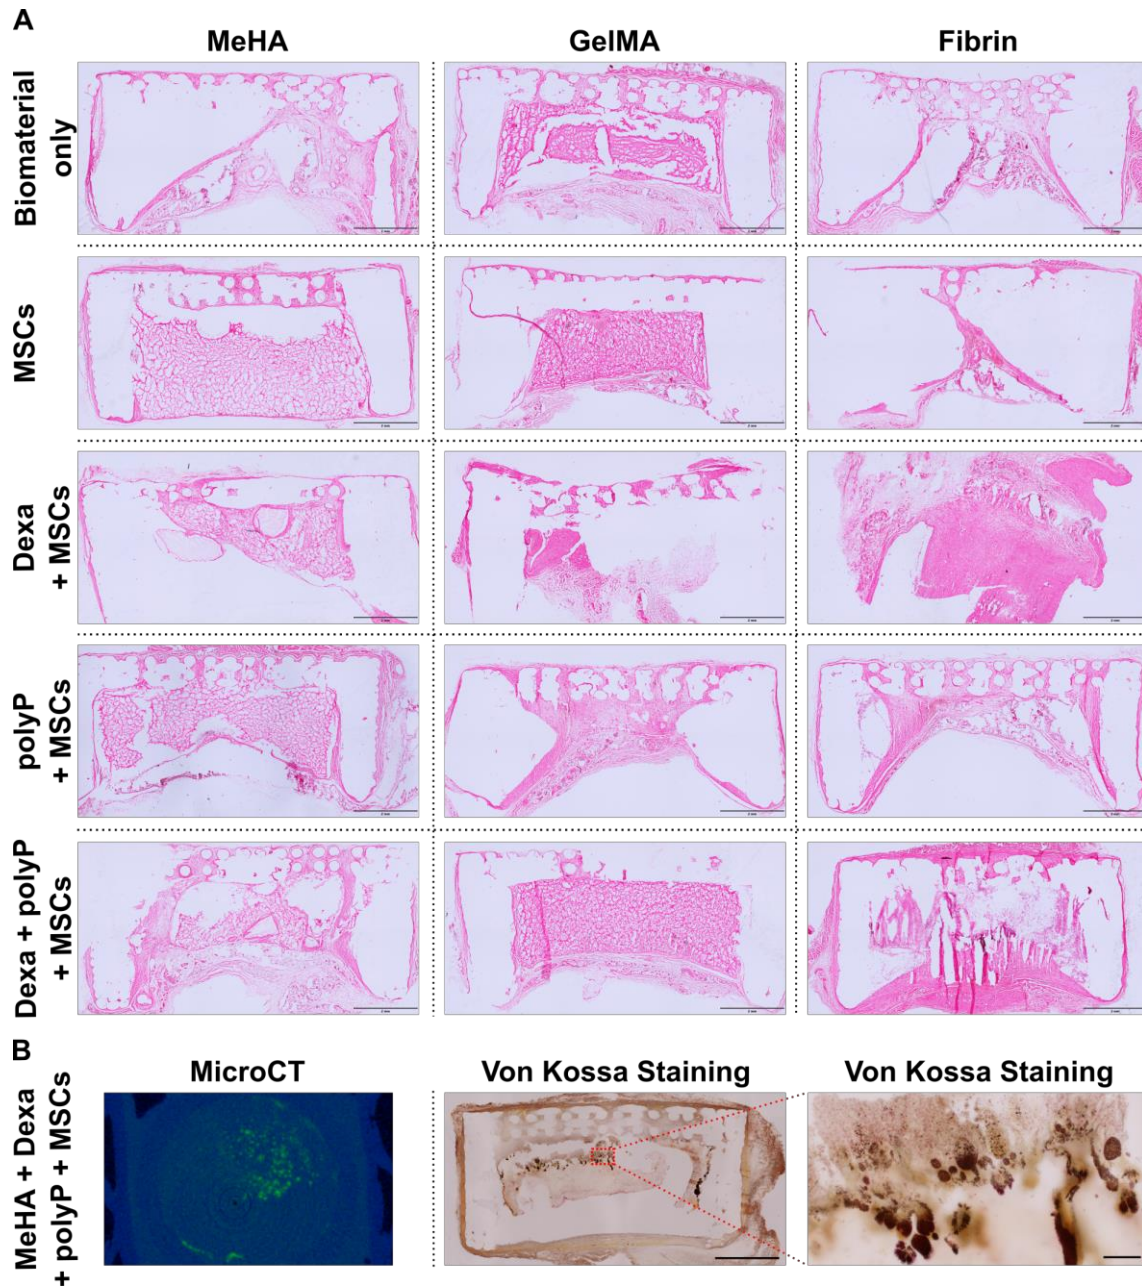 A
MeHA
GelMA
Fibrin
Biomaterial
only
MSCs
Dexa
+ MSCs
polyP
+ MSCs
Dexa + polyP
+ MSCs
B
MicroCT
Von Kossa Staining
Von Kossa Staining
MeHA + Dexa
+ polyP + MSCs